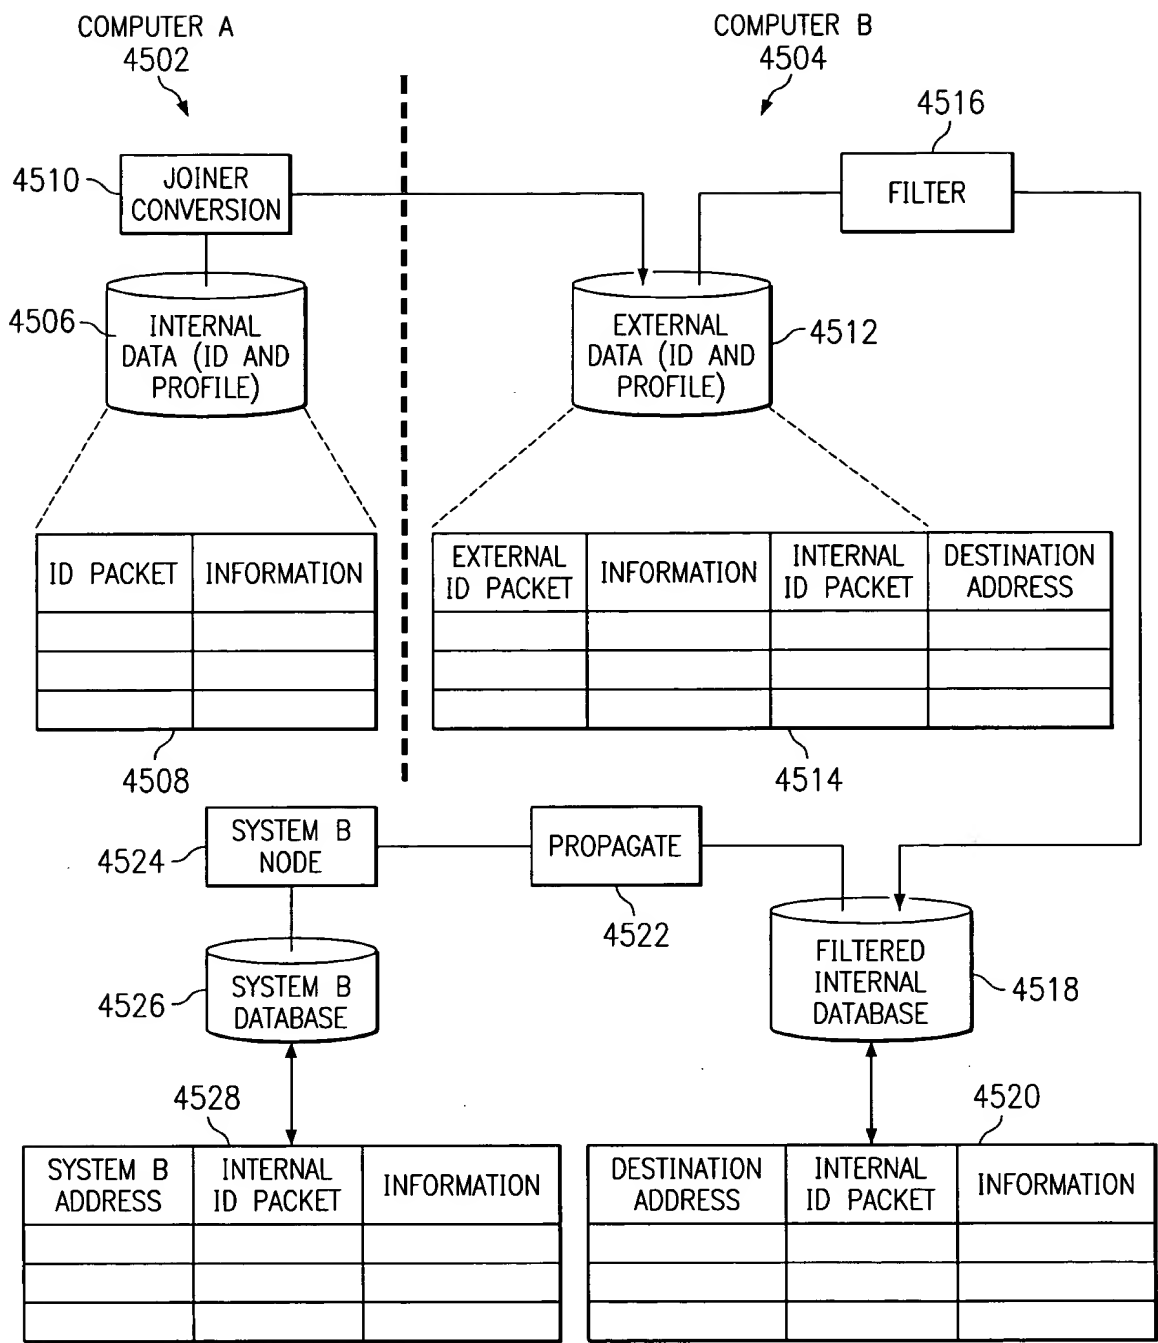 COMPUTER A
4502
COMPUTER B
4504
4516
4510
JOINER
CONVERSION
FILTER
4506
INTERNAL
DATA (ID AND
PROFILE)
EXTERNAL
DATA (ID AND
PROFILE)
4512
ID PACKET
INFORMATION
EXTERNAL
ID PACKET
INFORMATION
INTERNAL
ID PACKET
DESTINATION
ADDRESS
4508
4514
4524
SYSTEM B
NODE
PROPAGATE
4522
4526
SYSTEM B
DATABASE
FILTERED
INTERNAL
DATABASE
4518
4528
4520
SYSTEM B
ADDRESS
INTERNAL
ID PACKET
INFORMATION
DESTINATION
ADDRESS
INTERNAL
ID PACKET
INFORMATION